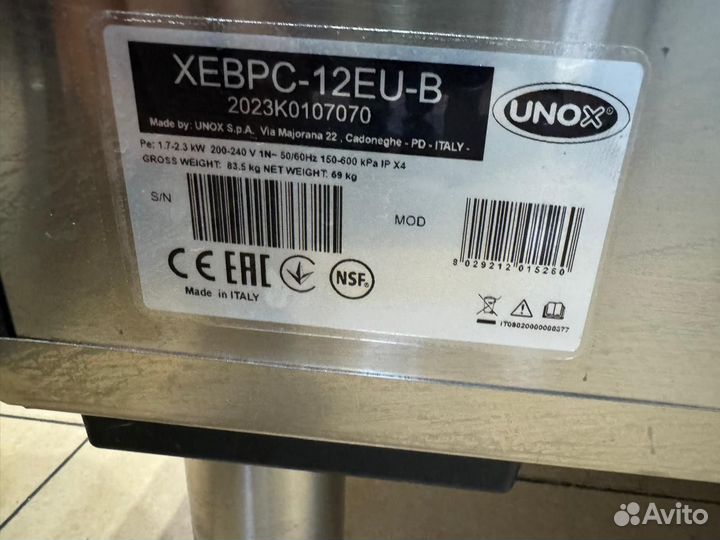 XEBPC-12EU-B
2023K0107070
Made by: UNOX S.p.A. Via Majorana 22 , Cadoneghe - PD - ITALY -
UNOX®
Pe: 1.7-2.3 kW 200-240 V 1N~ 50/60Hz 150-600 kPa IP X4
GROSS WEIGHT: 83.5 kg NET WEIGHT: 69 kg
S/N
MOD
8 029212 015260
CE EAC NSF®
Made in ITALY
IT08020000000377
Avito